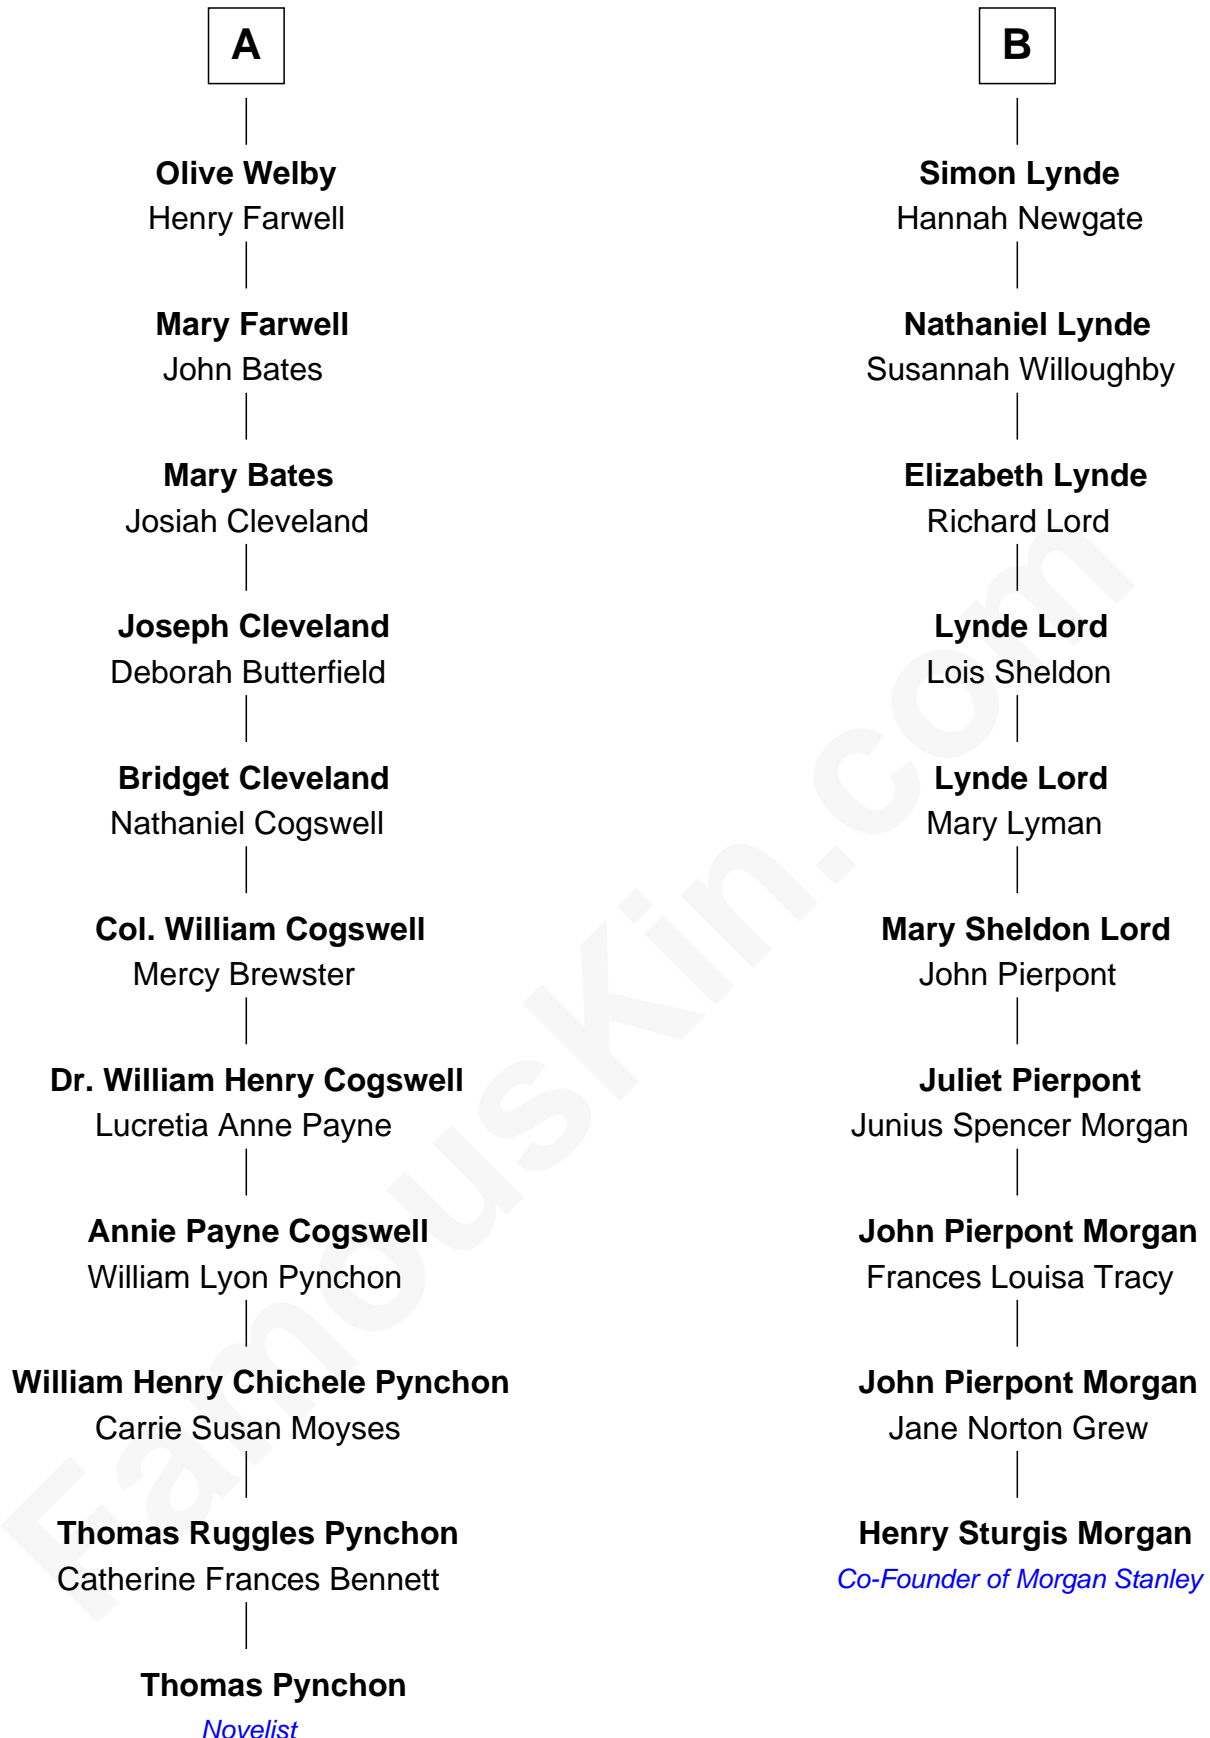 A
Olive Welby
Henry Farwell
Mary Farwell
John Bates
Mary Bates
Josiah Cleveland
Joseph Cleveland
Deborah Butterfield
Bridget Cleveland
Nathaniel Cogswell
Col. William Cogswell
Mercy Brewster
Dr. William Henry Cogswell
Lucretia Anne Payne
Annie Payne Cogswell
William Lyon Pynchon
William Henry Chichele Pynchon
Carrie Susan Moyses
Thomas Ruggles Pynchon
Catherine Frances Bennett
Thomas Pynchon
Novelist
B
Simon Lynde
Hannah Newgate
Nathaniel Lynde
Susannah Willoughby
Elizabeth Lynde
Richard Lord
Lynde Lord
Lois Sheldon
Lynde Lord
Mary Lyman
Mary Sheldon Lord
John Pierpont
Juliet Pierpont
Junius Spencer Morgan
John Pierpont Morgan
Frances Louisa Tracy
John Pierpont Morgan
Jane Norton Grew
Henry Sturgis Morgan
Co-Founder of Morgan Stanley
FamousKin.com